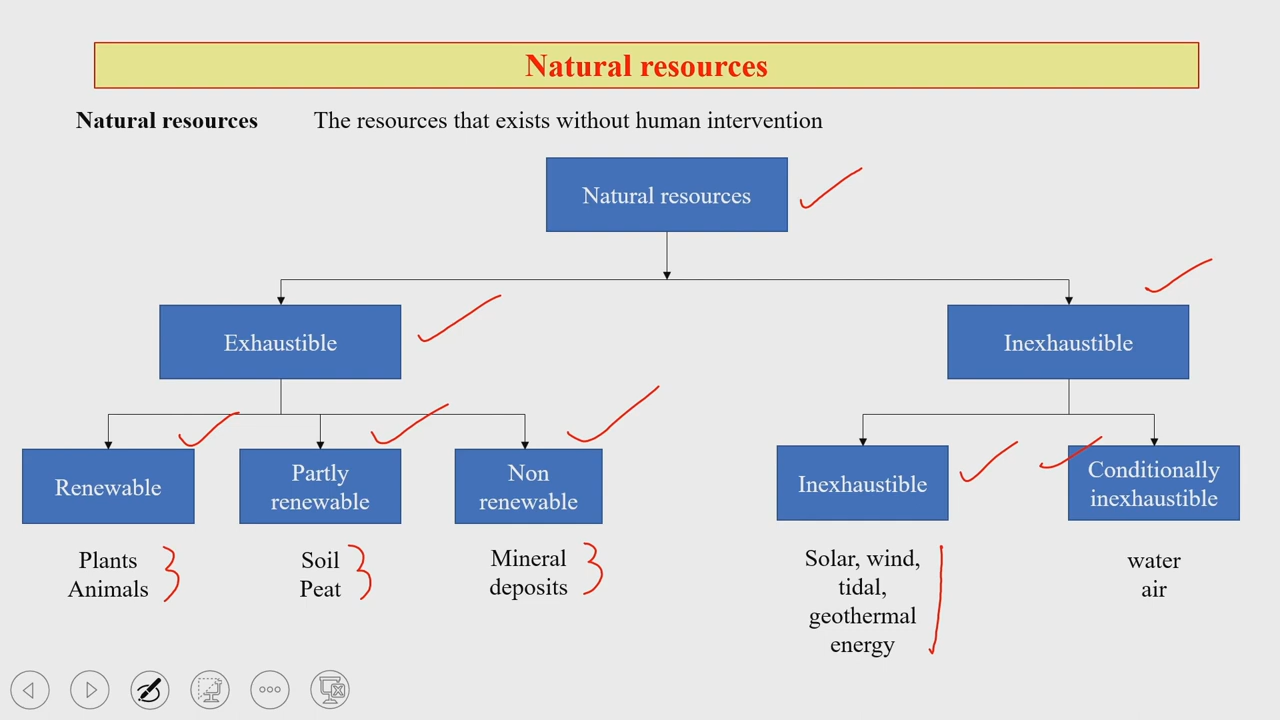 Natural resources
Natural resources The resources that exists without human intervention
Natural resources
Exhaustible
Inexhaustible
Renewable
Partly
renewable
Non
renewable
Inexhaustible
Conditionally
inexhaustible
Plants
Animals
Soil
Peat
Mineral
deposits
Solar, wind,
tidal,
geothermal
energy
water
air